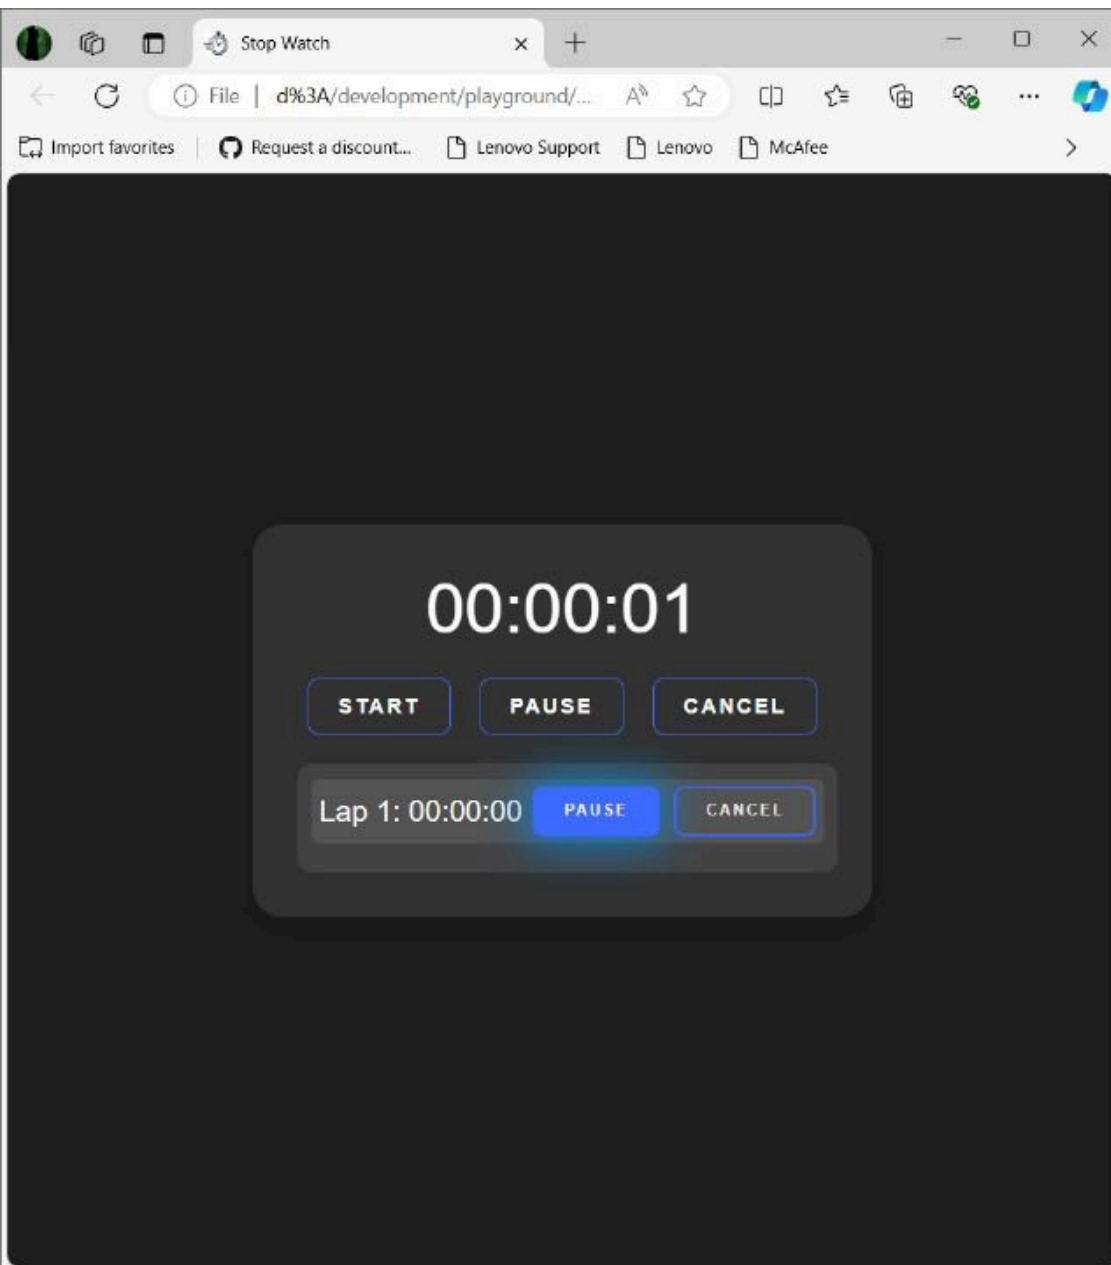 Stop Watch
File | d%3A/development/playground/...
Import favorites | Request a discount... Lenovo Support Lenovo McAfee
00:00:01
START PAUSE CANCEL
Lap 1: 00:00:00 PAUSE CANCEL